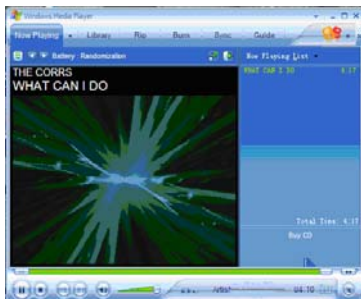 Windows Media Player
Now Playing
Library
Rip
Burn
Sync
Guide
Battery: Randomization
Now Playing List
THE CORRS
WHAT CAN I DO
WHAT CAN I DO 4:17
Total Time: 4:17
Buy CD
Artist
04:10